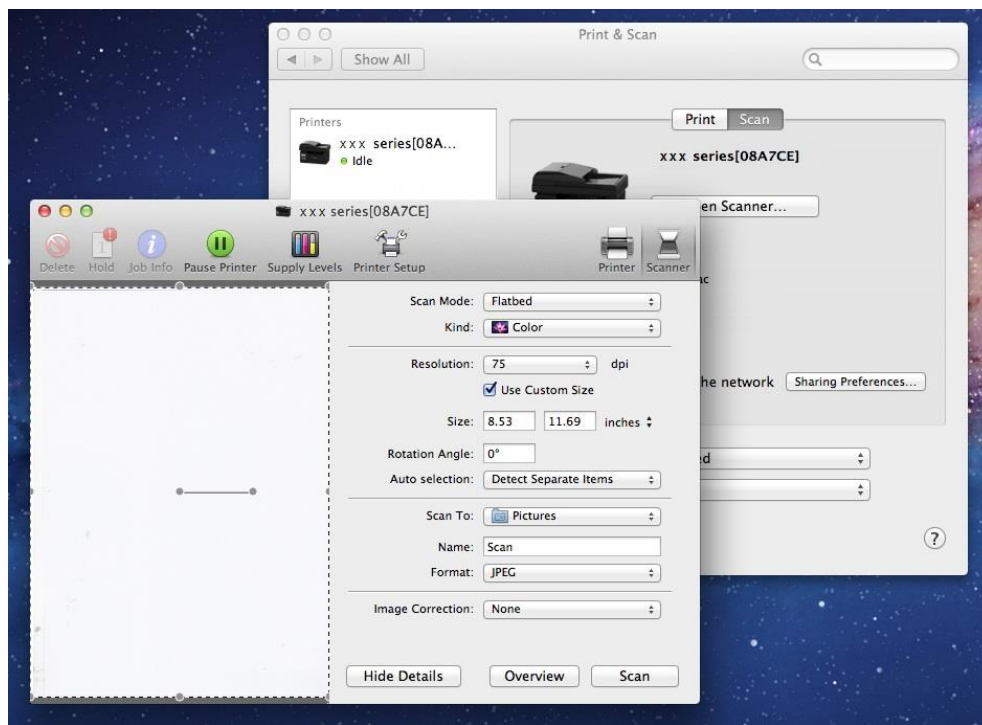 Print & Scan
Show All
Printers
xxx series[08A...
Idle
Print Scan
xxx series[08A7CE]
en Scanner...
ac
he network Sharing Preferences...
ed
?
xxx series[08A7CE]
Delete Hold Job Info Pause Printer Supply Levels Printer Setup Printer Scanner
Scan Mode: Flatbed
Kind: Color
Resolution: 75 dpi
Use Custom Size
Size: 8.53 11.69 inches
Rotation Angle: 0°
Auto selection: Detect Separate Items
Scan To: Pictures
Name: Scan
Format: JPEG
Image Correction: None
Hide Details Overview Scan